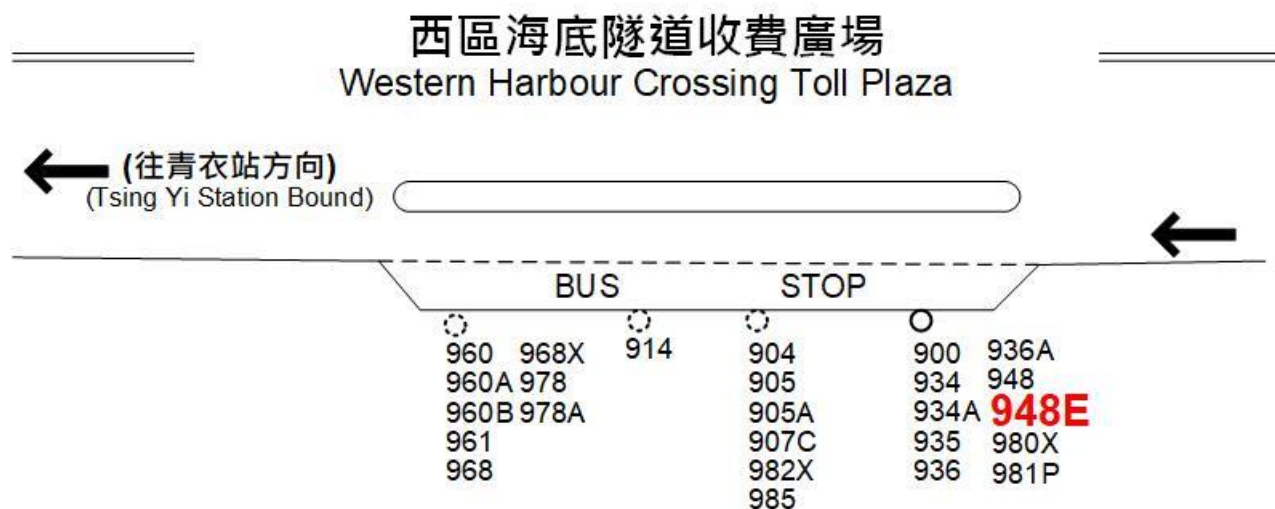 西區海底隧道收費廣場
Western Harbour Crossing Toll Plaza
(往青衣站方向)
(Tsing Yi Station Bound)
BUS STOP
960 968X
960A 978
960B 978A
961
968
914
904
905
905A
907C
982X
985
900 936A
934 948
934A 948E
935 980X
936 981P